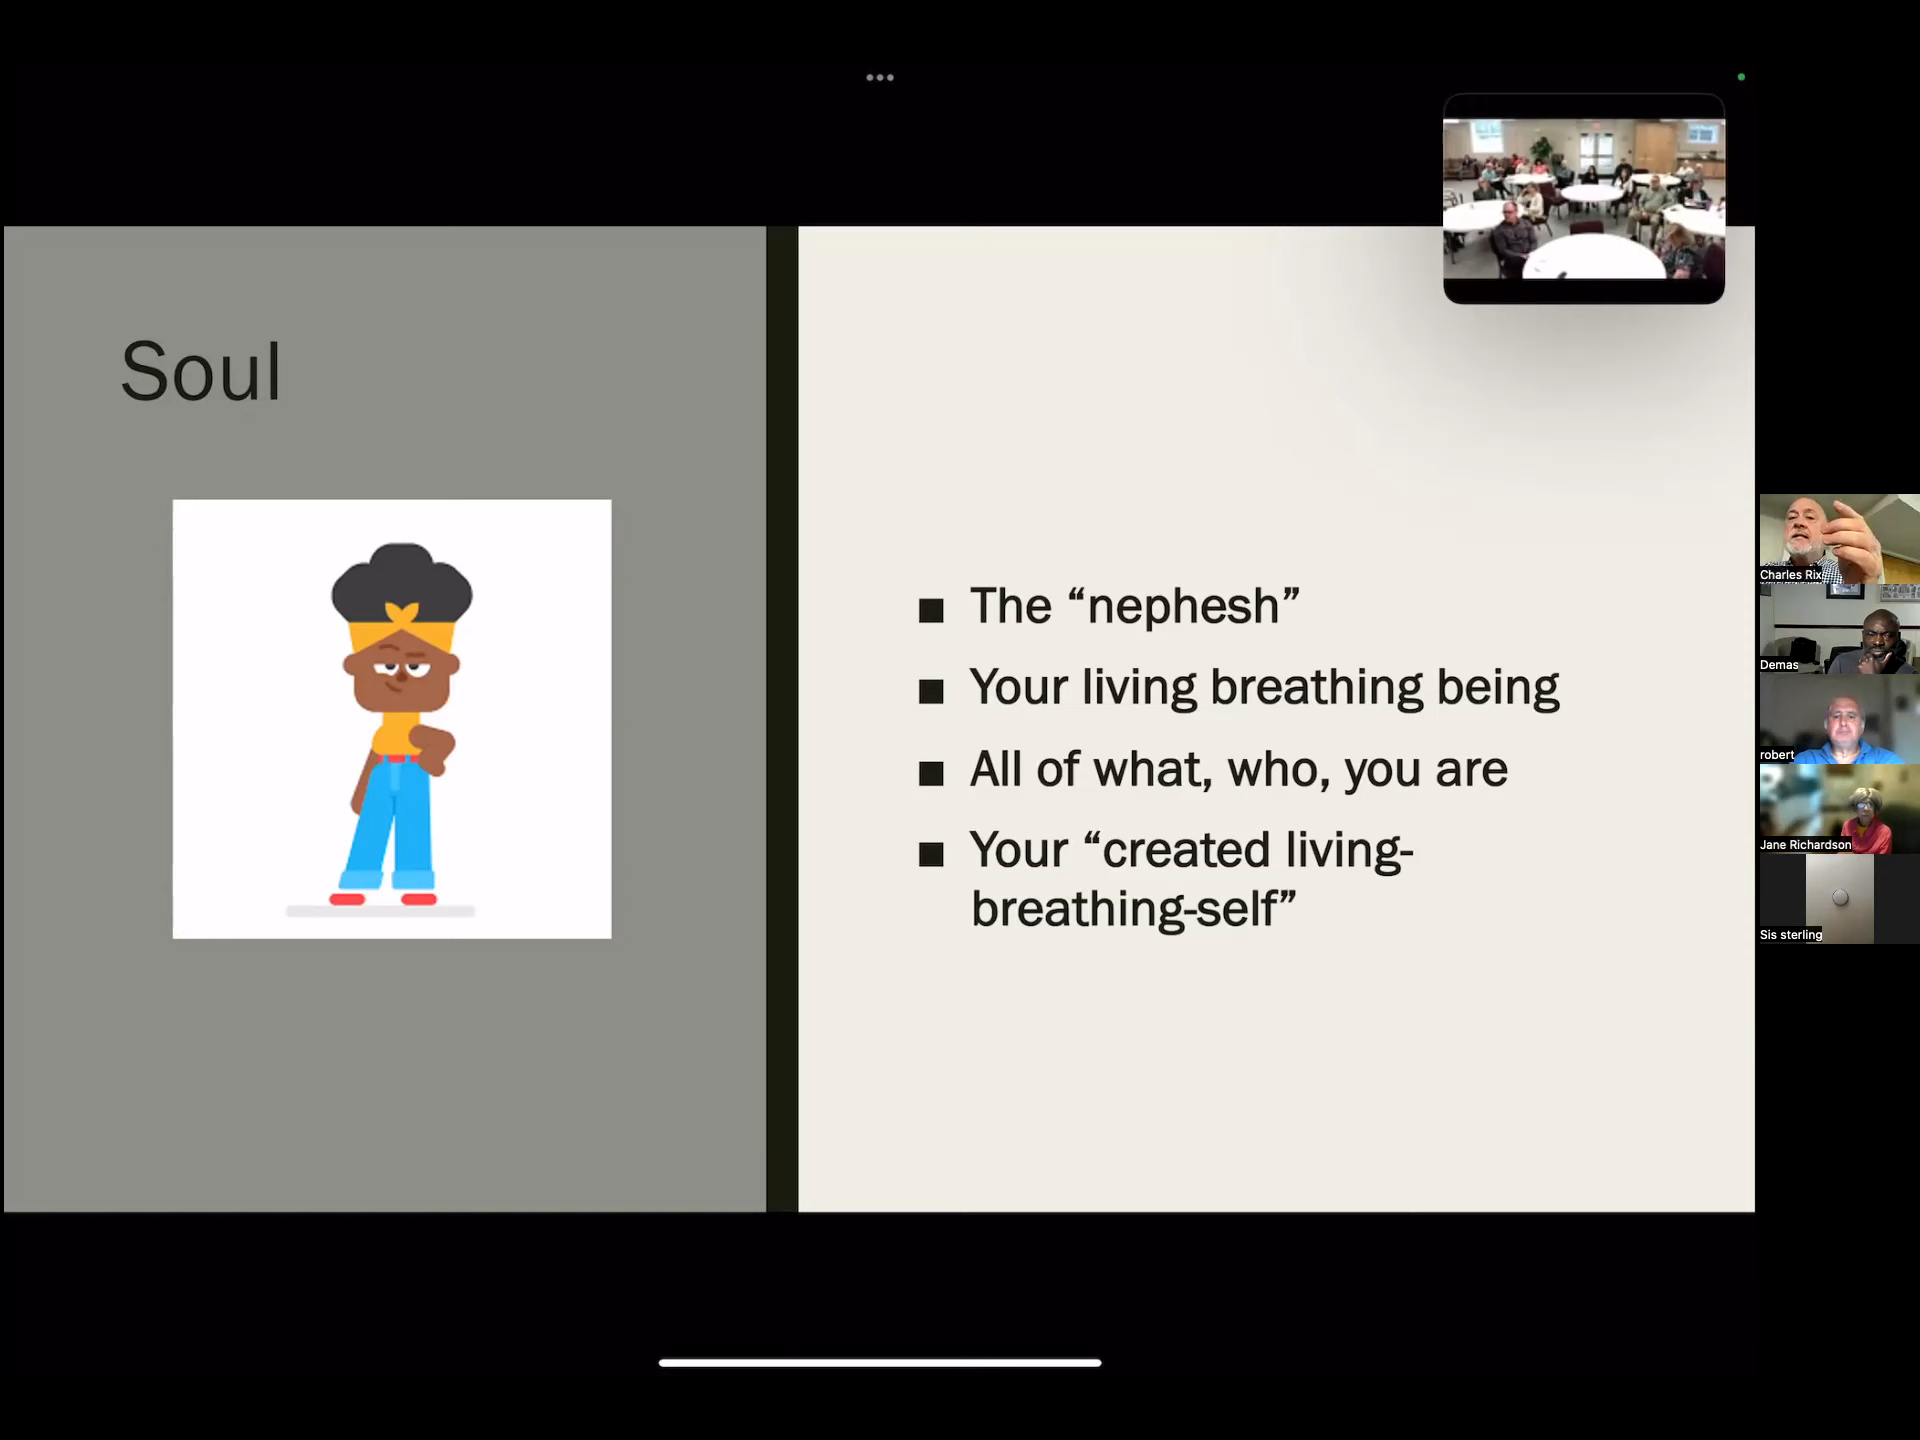 Soul
■ The “nephesh”
■ Your living breathing being
■ All of what, who, you are
■ Your “created living-
breathing-self”
Charles Rix
Demas
robert
Jane Richardson
Sis sterling